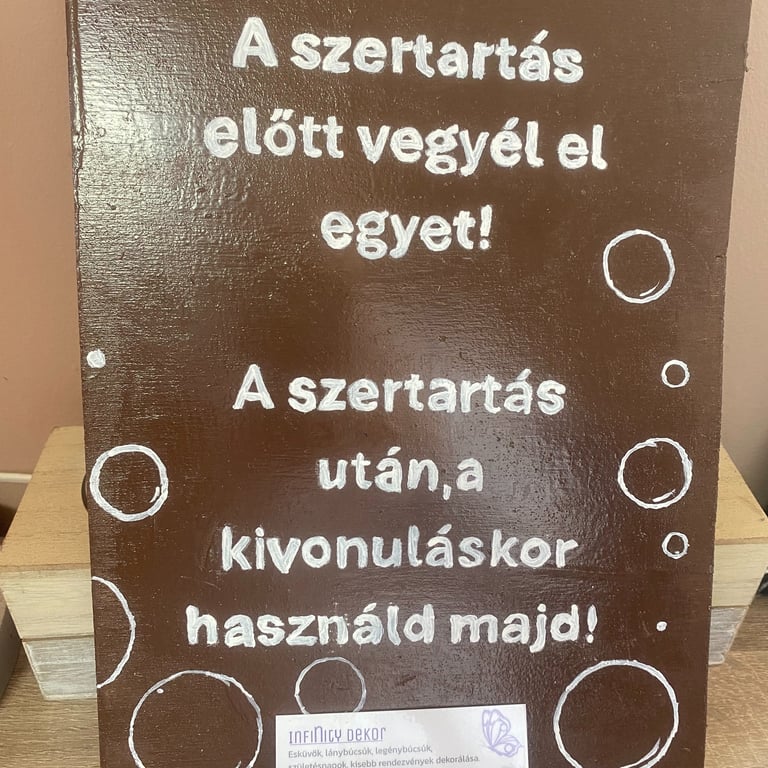 A szertartás
előtt vegyél el
egyet!
A szertartás
után,a
kivonuláskor
használd majd!
INFINITY DEKOR
Esküvők, lánybúcsúk, legénybúcsúk,
születésnapok, kisebb rendezvények dekorálása.